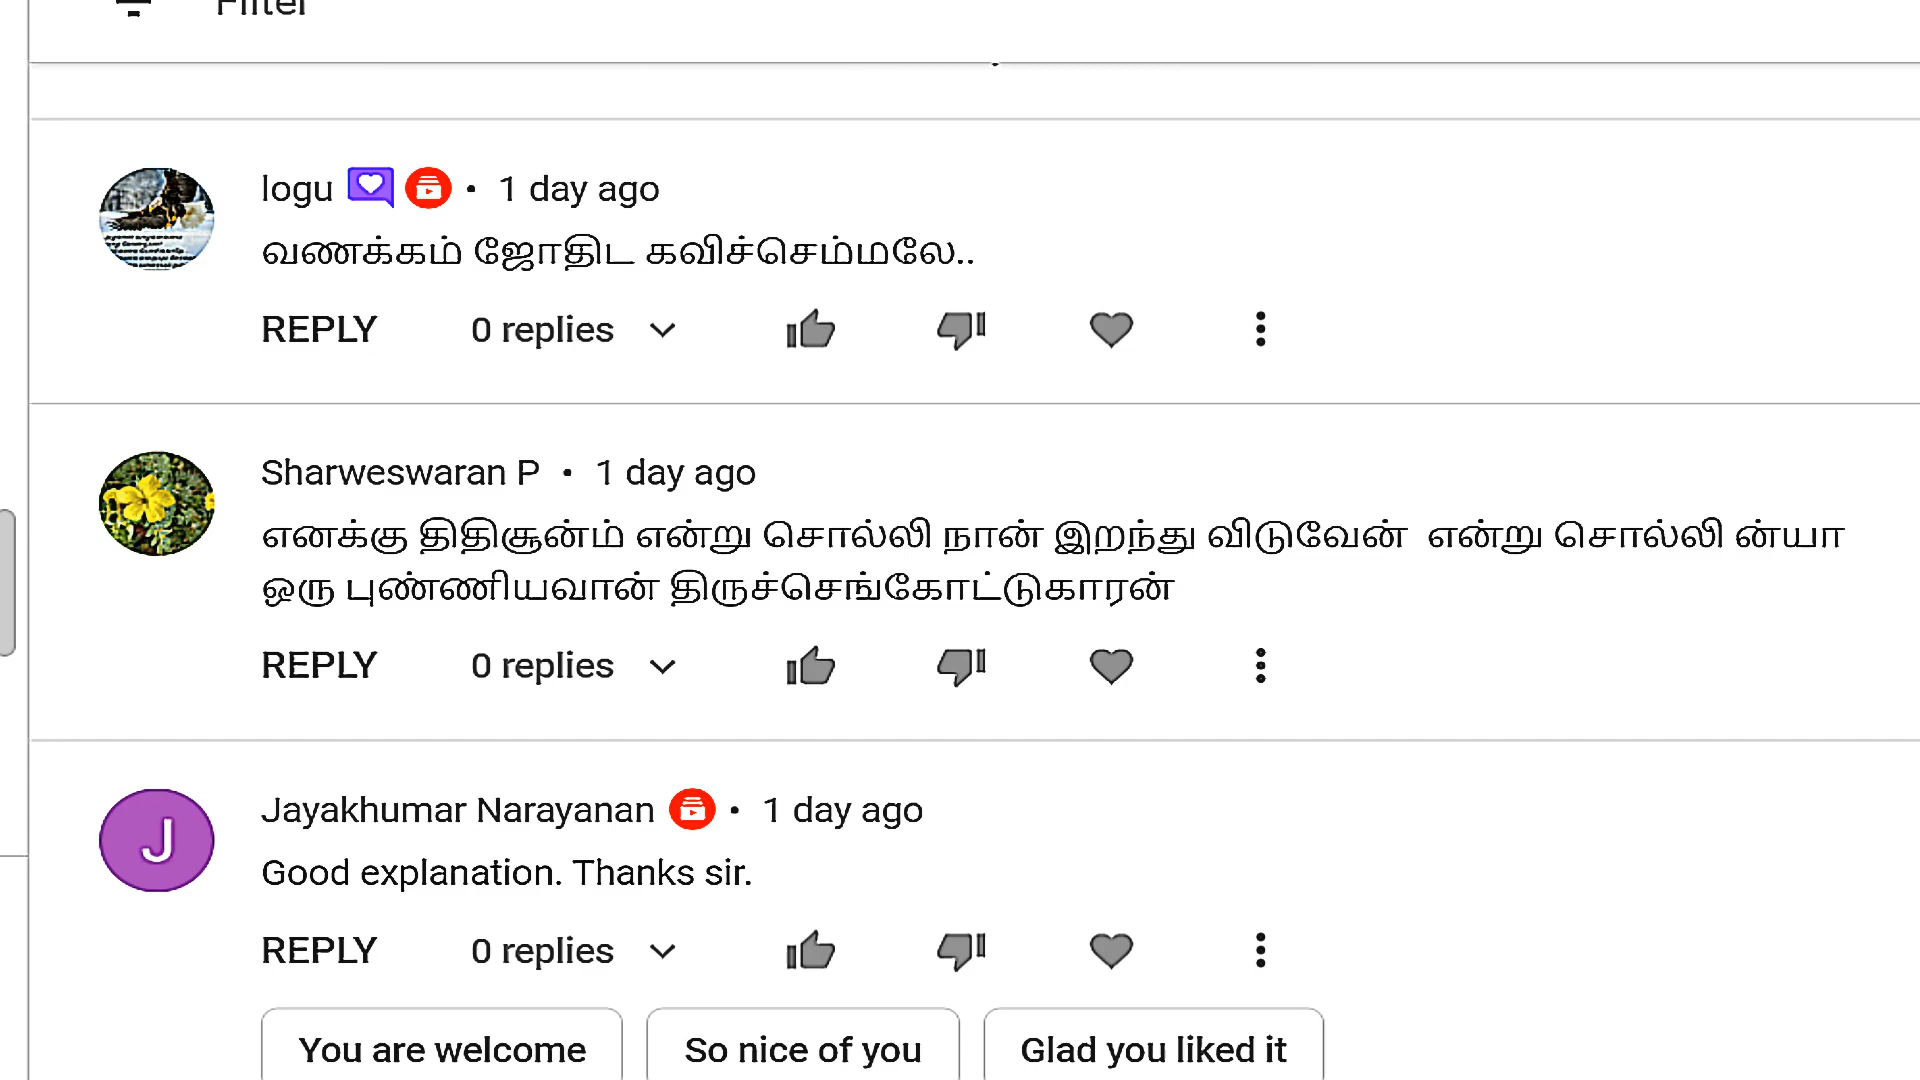 Filter
logu • 1 day ago
வணக்கம் ஜோதிட கவிச்செம்மலே..
REPLY 0 replies
Sharweswaran P • 1 day ago
எனக்கு திதிசூன்ம் என்று சொல்லி நான் இறந்து விடுவேன் என்று சொல்லி ன்யா
ஒரு புண்ணியவான் திருச்செங்கோட்டுகாரன்
REPLY 0 replies
J
Jayakhumar Narayanan • 1 day ago
Good explanation. Thanks sir.
REPLY 0 replies
You are welcome So nice of you Glad you liked it